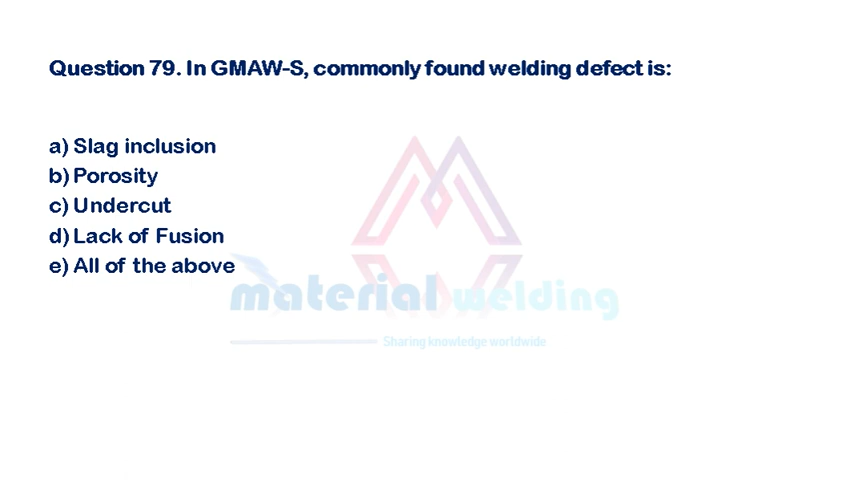 Question 79. In GMAW-S, commonly found welding defect is:
a) Slag inclusion
b) Porosity
c) Undercut
d) Lack of Fusion
e) All of the above
material welding
Sharing knowledge worldwide